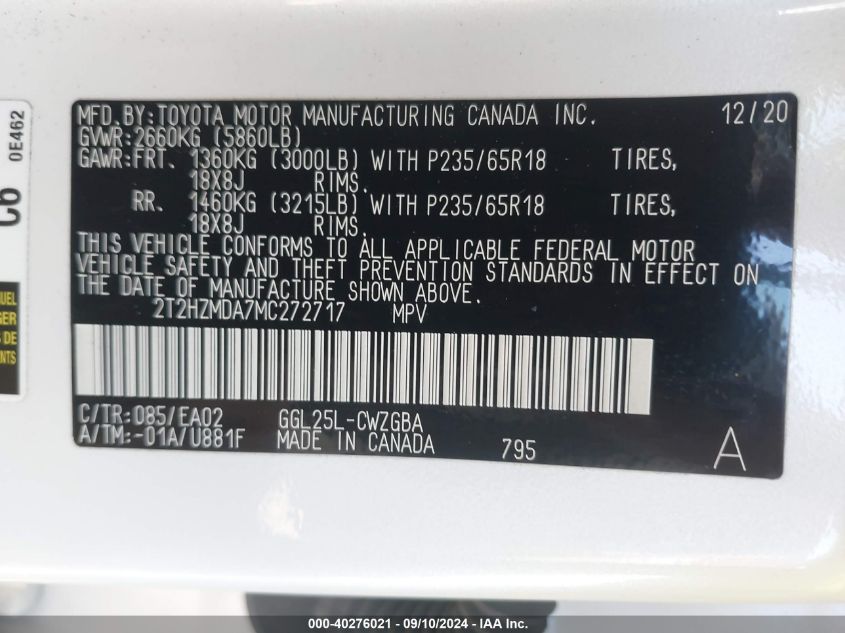 MFD.BY:TOYOTA MOTOR MANUFACTURING CANADA INC. 12/20
GVWR:2660KG (5860LB)
GAWR:FRT. 1360KG (3000LB) WITH P235/65R18 TIRES,
18X8J RIMS.
RR. 1460KG (3215LB) WITH P235/65R18 TIRES,
18X8J RIMS.
THIS VEHICLE CONFORMS TO ALL APPLICABLE FEDERAL MOTOR
VEHICLE SAFETY AND THEFT PREVENTION STANDARDS IN EFFECT ON
THE DATE OF MANUFACTURE SHOWN ABOVE.
2T2HZMDA7MC272717 MPV
C/TR:085/EA02 GGL25L-CWZGBA
A/TM:-01A/U881F MADE IN CANADA 795 A
C6
0E462
UEL
GER
DE
NTS
000-40276021 - 09/10/2024 - IAA Inc.